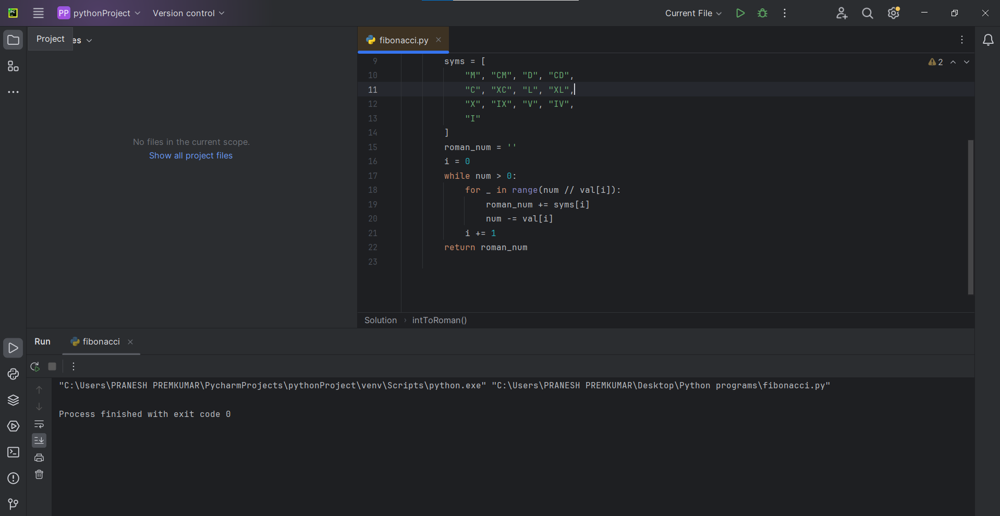 PC
PP pythonProject Version control Current File
Project es
No files in the current scope.
Show all project files
fibonacci.py
2
9 syms = [
10 "M", "CM", "D", "CD",
11 "C", "XC", "L", "XL",
12 "X", "IX", "V", "IV",
13 "I"
14 ]
15 roman_num = ''
16 i = 0
17 while num > 0:
18 for _ in range(num // val[i]):
19 roman_num += syms[i]
20 num -= val[i]
21 i += 1
22 return roman_num
23
Solution › intToRoman()
Run fibonacci
"C:\Users\PRANESH PREMKUMAR\PycharmProjects\pythonProject\venv\Scripts\python.exe" "C:\Users\PRANESH PREMKUMAR\Desktop\Python programs\fibonacci.py"
Process finished with exit code 0